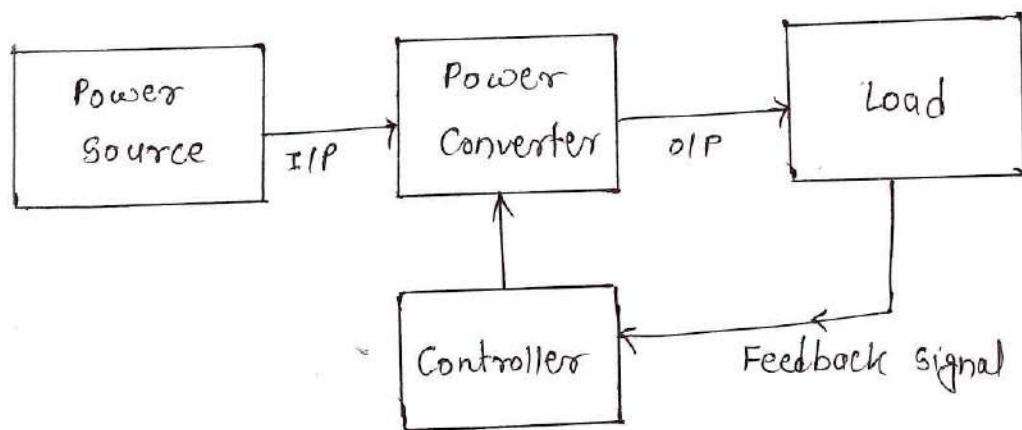 Power
Source
I/P
Power
Converter
O/P
Load
Controller
Feedback Signal